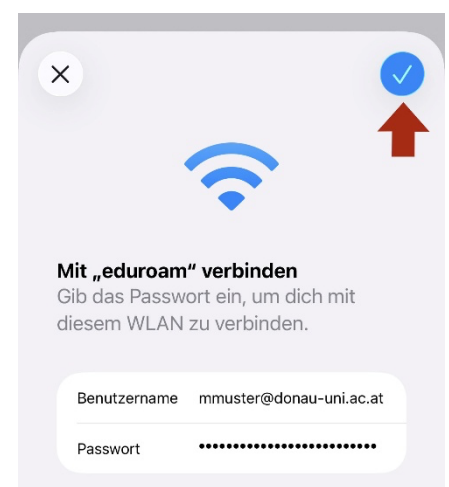 Mit „eduroam“ verbinden
Gib das Passwort ein, um dich mit
diesem WLAN zu verbinden.
Benutzername mmuster@donau-uni.ac.at
Passwort ••••••••••••••••••••••••••